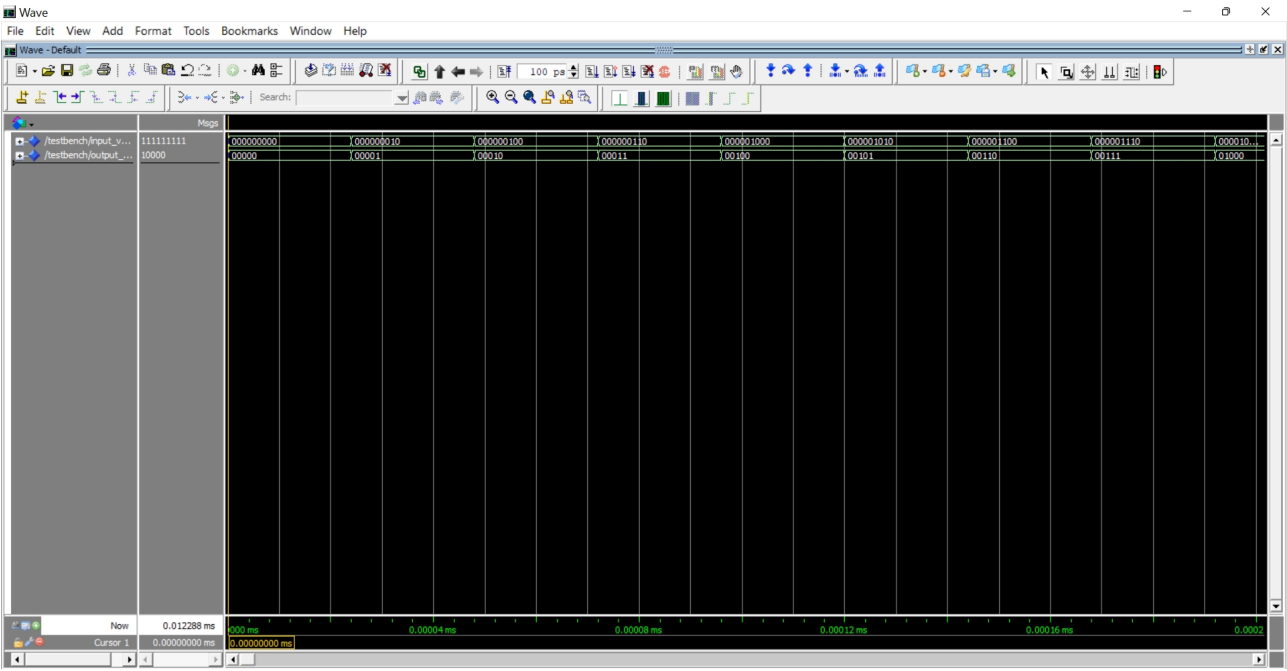 Wave
File Edit View Add Format Tools Bookmarks Window Help
Wave - Default
100 ps
Search:
Msgs
/testbench/input_v... 111111111 000000000 000000010 000000100 000000110 000001000 000001010 000001100 000001110 000010...
/testbench/output_... 10000 00000 00001 00010 00011 00100 00101 00110 00111 01000
Now 0.012288 ms 000 ms 0.00004 ms 0.00008 ms 0.00012 ms 0.00016 ms 0.0002
Cursor 1 0.00000000 ms 0.00000000 ms